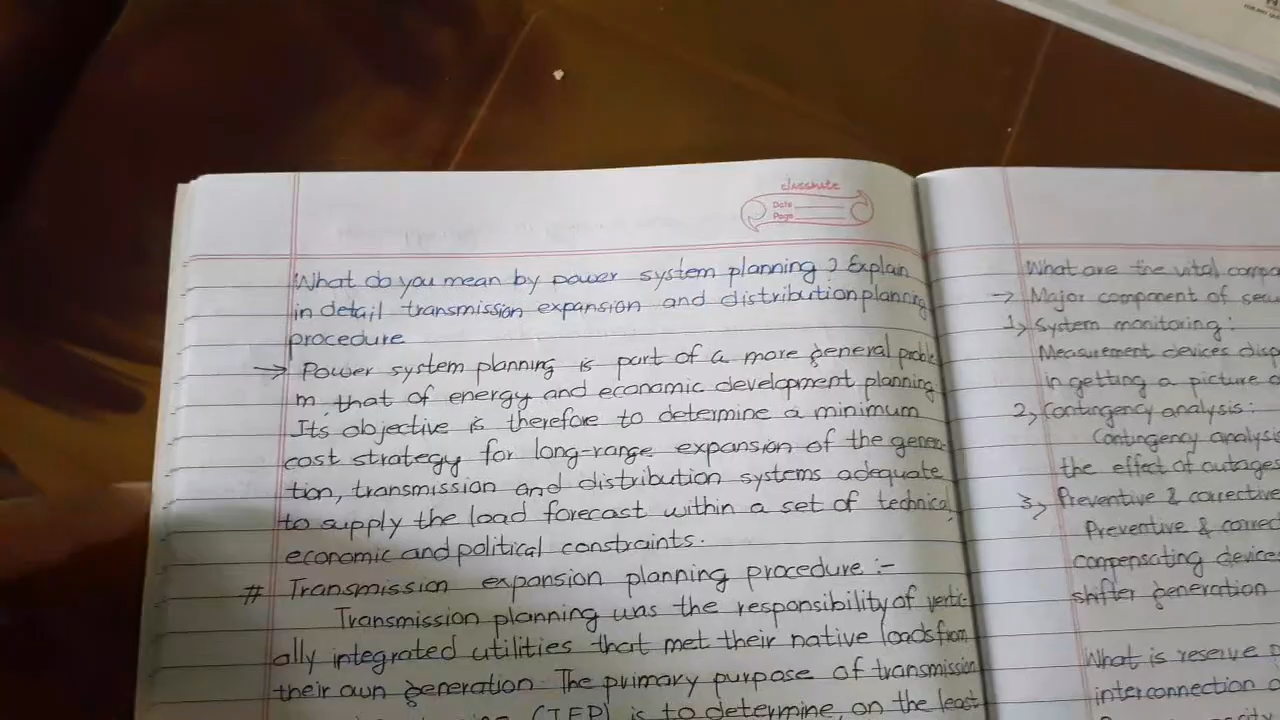 classmate
Date
Page
What do you mean by power system planning ? Explain
in detail transmission expansion and distribution planning
procedure
→ Power system planning is part of a more general proble
m, that of energy and economic development planning
Its objective is therefore to determine a minimum
cost strategy for long-range expansion of the genera-
tion, transmission and distribution systems adequate
to supply the load forecast within a set of technical,
economic and political constraints.
# Transmission expansion planning procedure :-
Transmission planning was the responsibility of vertic-
ally integrated utilities that met their native loads from
their own generation The primary purpose of transmission
(TEP) is to determine, on the least
What are the vital compo
→ Major component of secu
1) System monitoring:
Measurement devices disp
in getting a picture o
2) Contingency analysis:
Contingency analysi
the effect of outages
3) Preventive & corrective
Preventive & correc
compensating device
shifter generation
What is reserve
interconnection o